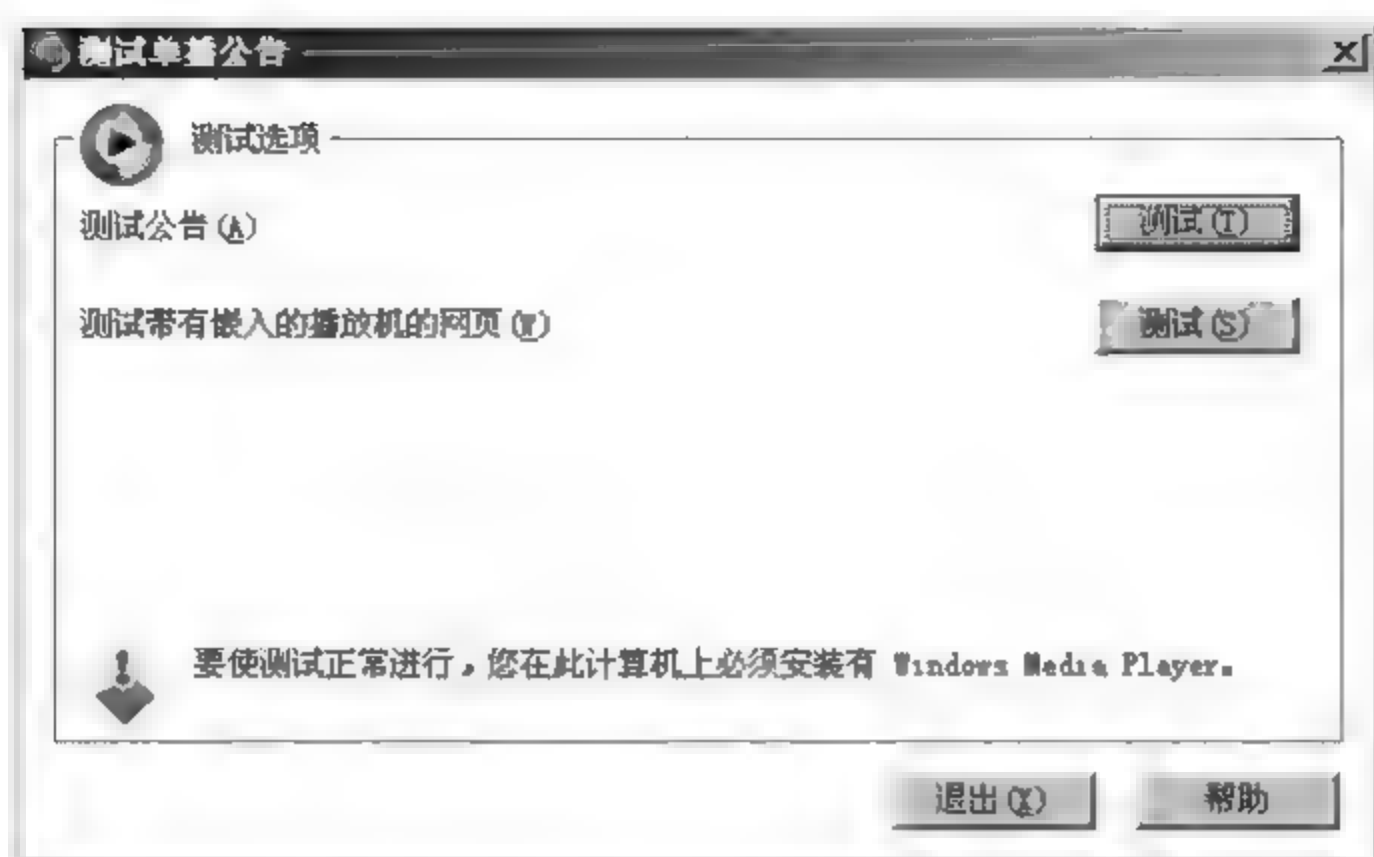 测试单播公告
测试选项
测试公告(A) 测试(T)
测试带有嵌入的播放机的网页(W) 测试(S)
要使测试正常进行，您在此计算机上必须安装有 Windows Media Player。
退出(X) 帮助